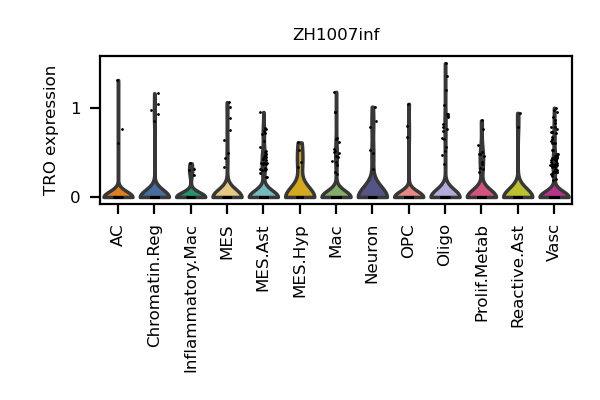 ZH1007inf
TRO expression
1
0
AC
Chromatin.Reg
Inflammatory.Mac
MES
MES.Ast
MES.Hyp
Mac
Neuron
OPC
Oligo
Prolif.Metab
Reactive.Ast
Vasc